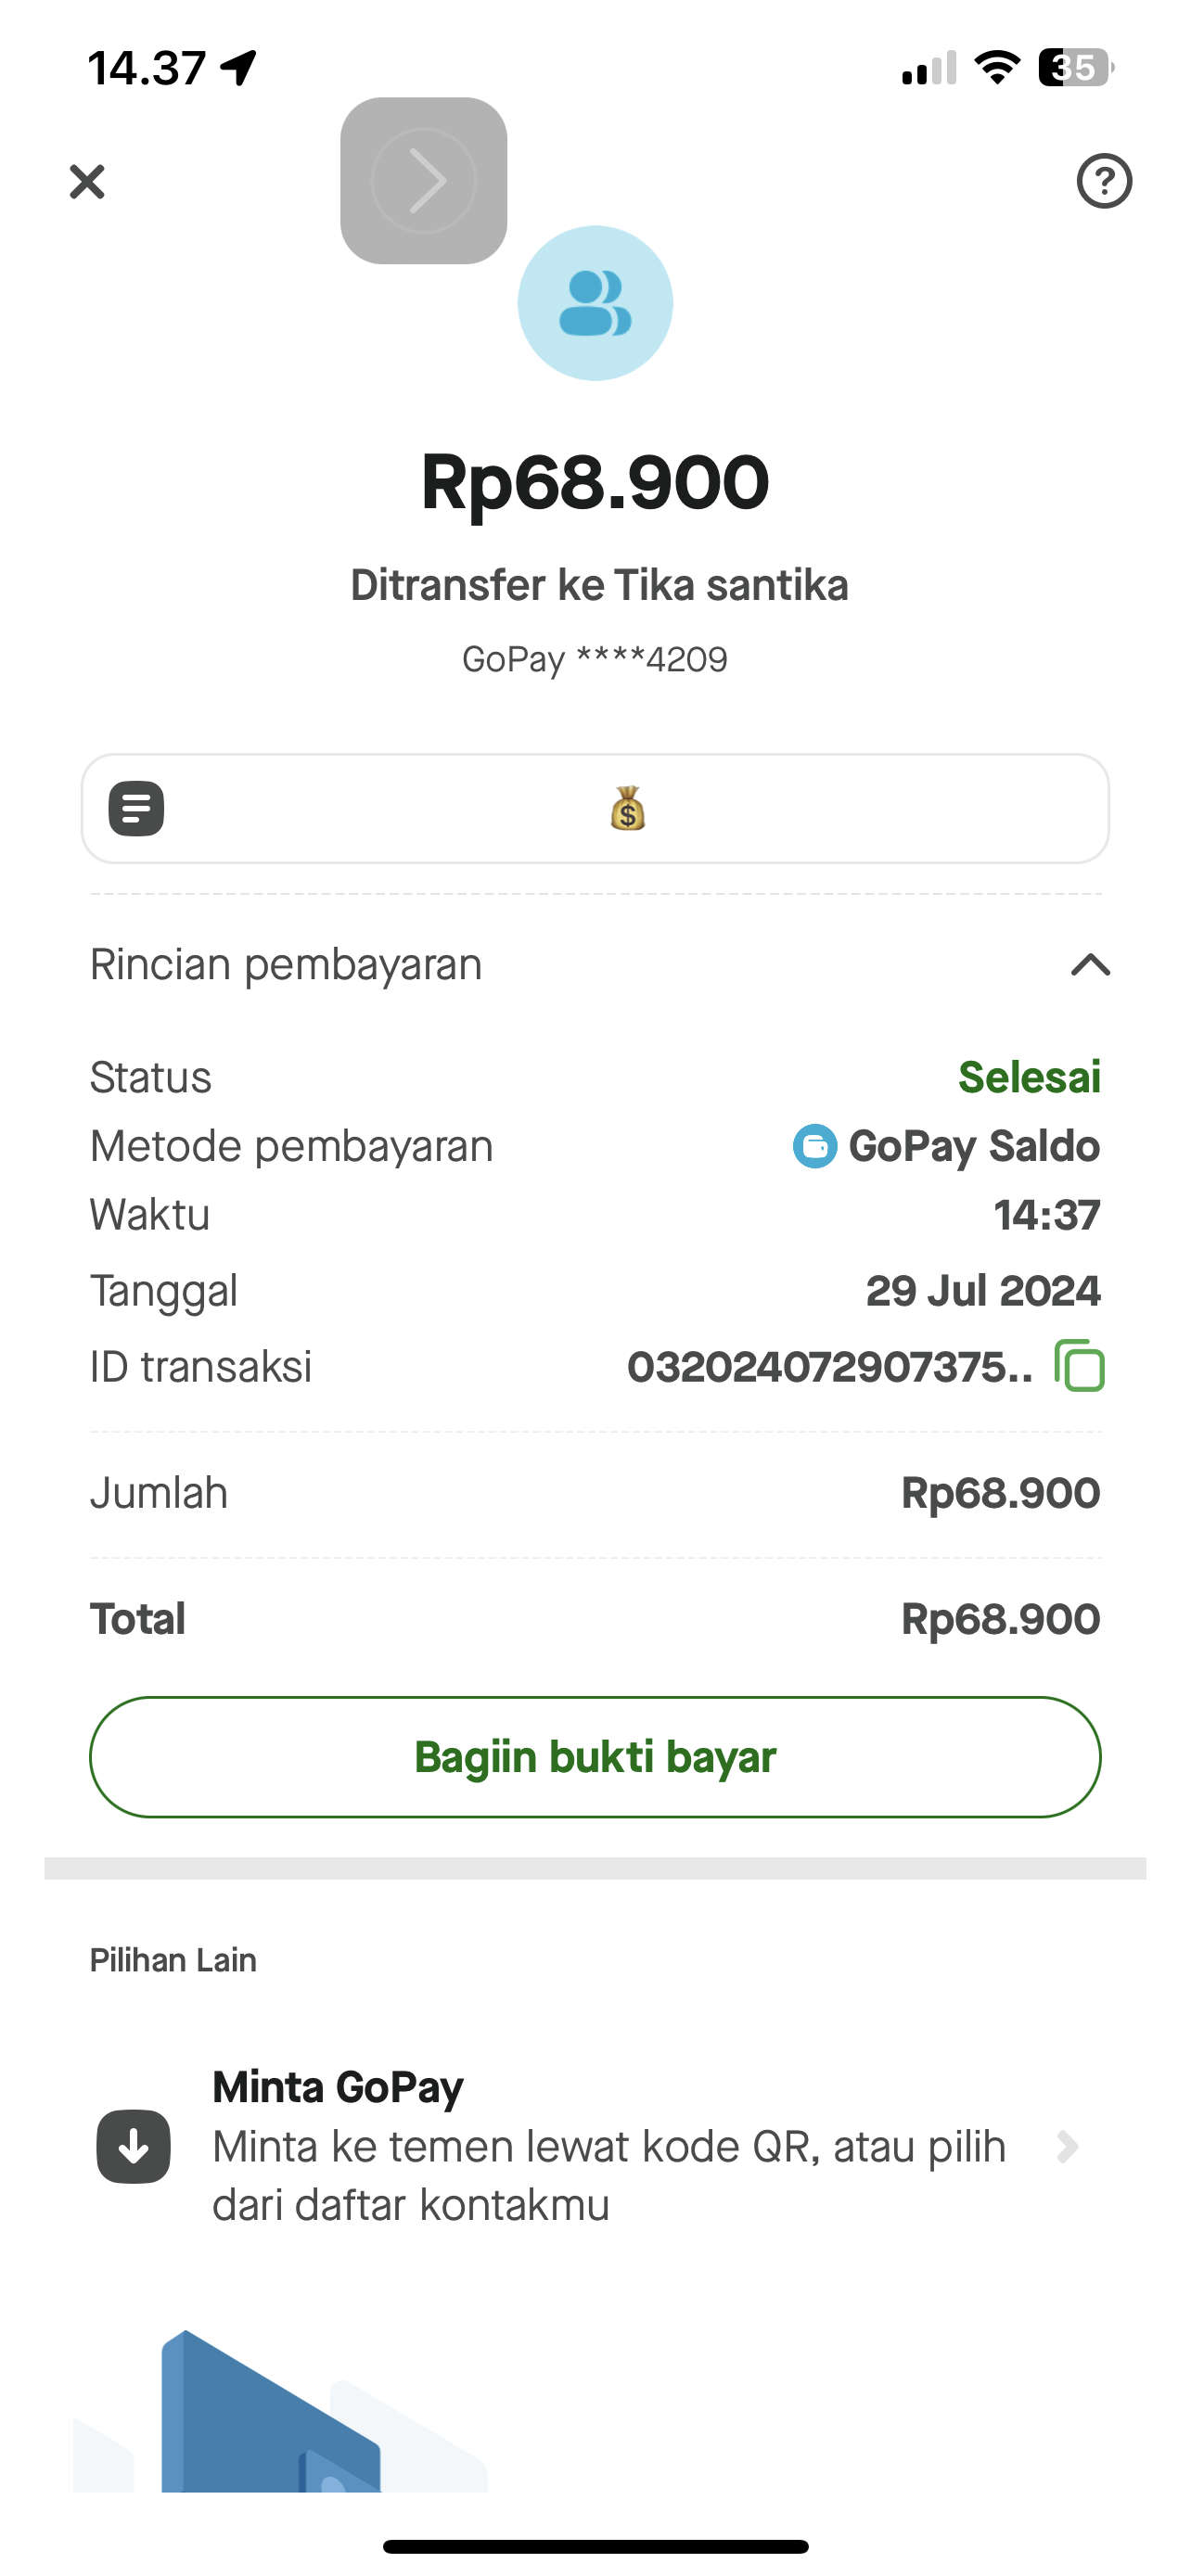 14.37
35
Rp68.900
Ditransfer ke Tika santika
GoPay ****4209
Rincian pembayaran
Status Selesai
Metode pembayaran GoPay Saldo
Waktu 14:37
Tanggal 29 Jul 2024
ID transaksi 032024072907375..
Jumlah Rp68.900
Total Rp68.900
Bagiin bukti bayar
Pilihan Lain
Minta GoPay
Minta ke temen lewat kode QR, atau pilih
dari daftar kontakmu